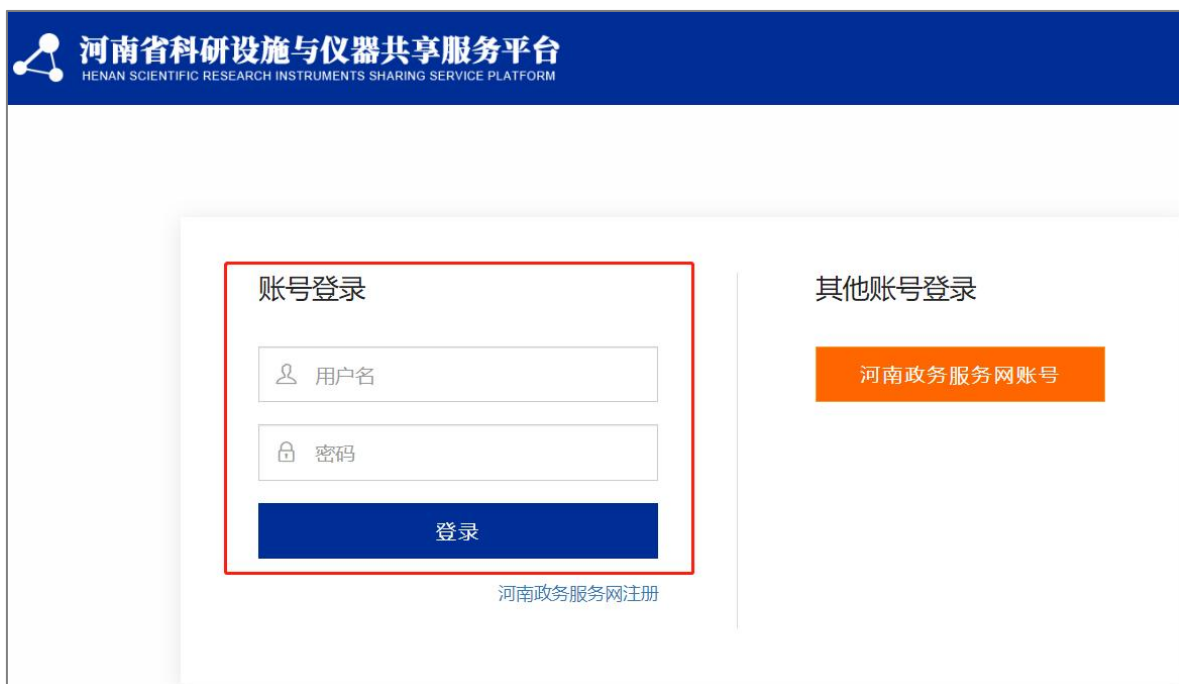 河南省科研设施与仪器共享服务平台
HENAN SCIENTIFIC RESEARCH INSTRUMENTS SHARING SERVICE PLATFORM
账号登录
用户名
密码
登录
河南政务服务网注册
其他账号登录
河南政务服务网账号